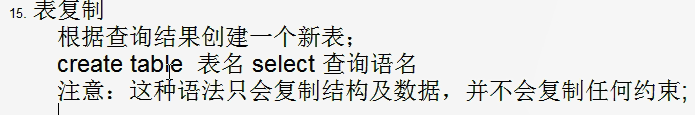 15. 表复制
根据查询结果创建一个新表；
create table 表名 select 查询语名
注意：这种语法只会复制结构及数据，并不会复制任何约束;